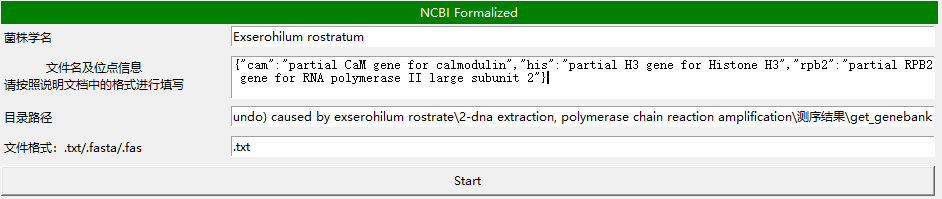 NCBI Formalized
菌株学名
Exserohilum rostratum
文件名及位点信息
请按照说明文档中的格式进行填写
{"cam":"partial CaM gene for calmodulin","his":"partial H3 gene for Histone H3","rpb2":"partial RPB2
gene for RNA polymerase II large subunit 2"}
目录路径
undo) caused by exserohilum rostrate\2-dna extraction, polymerase chain reaction amplification\测序结果\get_genebank
文件格式：.txt/.fasta/.fas
.txt
Start